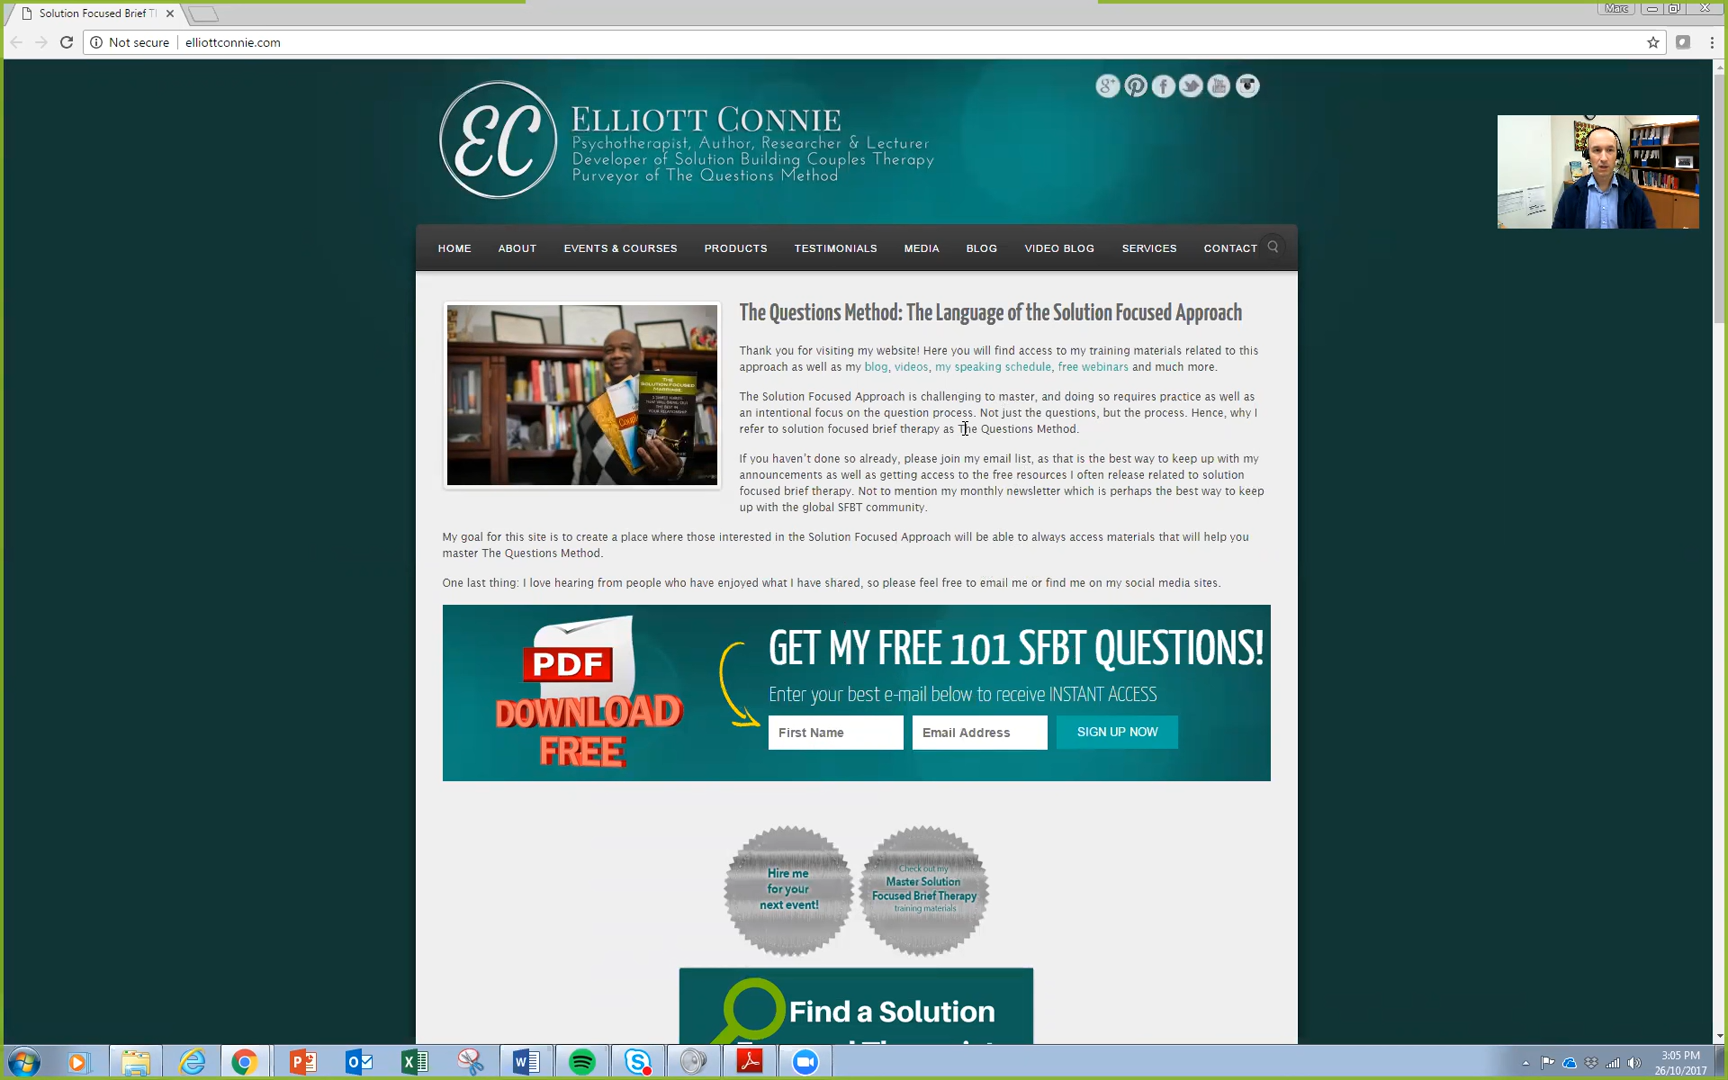 Solution Focused Brief T
Marc
Not secure
elliottconnie.com
EC
ELLIOTT CONNIE
Psychotherapist, Author, Researcher & Lecturer
Developer of Solution Building Couples Therapy
Purveyor of The Questions Method
HOME ABOUT EVENTS & COURSES PRODUCTS TESTIMONIALS MEDIA BLOG VIDEO BLOG SERVICES CONTACT
The Questions Method: The Language of the Solution Focused Approach
Thank you for visiting my website! Here you will find access to my training materials related to this
approach as well as my blog, videos, my speaking schedule, free webinars and much more.
The Solution Focused Approach is challenging to master, and doing so requires practice as well as
an intentional focus on the question process. Not just the questions, but the process. Hence, why I
refer to solution focused brief therapy as The Questions Method.
If you haven't done so already, please join my email list, as that is the best way to keep up with my
announcements as well as getting access to the free resources I often release related to solution
focused brief therapy. Not to mention my monthly newsletter which is perhaps the best way to keep
up with the global SFBT community.
My goal for this site is to create a place where those interested in the Solution Focused Approach will be able to always access materials that will help you
master The Questions Method.
One last thing: I love hearing from people who have enjoyed what I have shared, so please feel free to email me or find me on my social media sites.
PDF
DOWNLOAD
FREE
GET MY FREE 101 SFBT QUESTIONS!
Enter your best e-mail below to receive INSTANT ACCESS
First Name
Email Address
SIGN UP NOW
Hire me
for your
next event!
Check out my
Master Solution
Focused Brief Therapy
training materials
Find a Solution
3:05 PM
26/10/2017